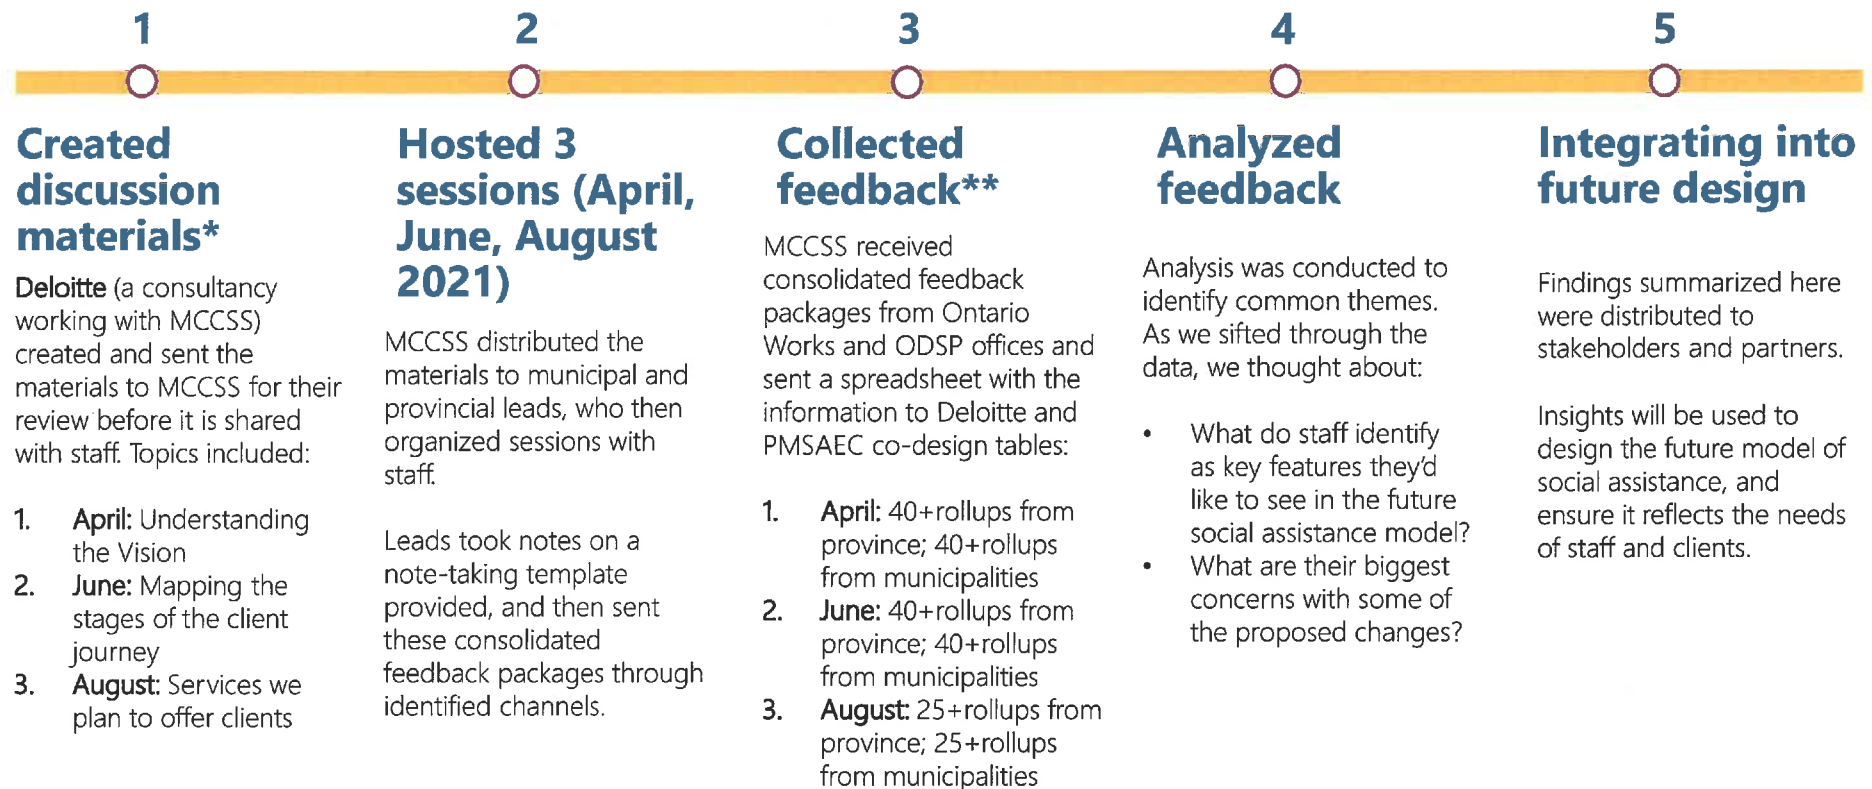 1
2
3
4
5
Created
discussion
materials*
Deloitte (a consultancy
working with MCCSS)
created and sent the
materials to MCCSS for their
review before it is shared
with staff. Topics included:
1. April: Understanding
the Vision
2. June: Mapping the
stages of the client
journey
3. August: Services we
plan to offer clients
Hosted 3
sessions (April,
June, August
2021)
MCCSS distributed the
materials to municipal and
provincial leads, who then
organized sessions with
staff.
Leads took notes on a
note-taking template
provided, and then sent
these consolidated
feedback packages through
identified channels.
Collected
feedback**
MCCSS received
consolidated feedback
packages from Ontario
Works and ODSP offices and
sent a spreadsheet with the
information to Deloitte and
PMSAEC co-design tables:
1. April: 40+rollups from
province; 40+rollups
from municipalities
2. June: 40+rollups from
province; 40+rollups
from municipalities
3. August: 25+rollups from
province; 25+rollups
from municipalities
Analyzed
feedback
Analysis was conducted to
identify common themes.
As we sifted through the
data, we thought about:
• What do staff identify
as key features they'd
like to see in the future
social assistance model?
• What are their biggest
concerns with some of
the proposed changes?
Integrating into
future design
Findings summarized here
were distributed to
stakeholders and partners.
Insights will be used to
design the future model of
social assistance, and
ensure it reflects the needs
of staff and clients.